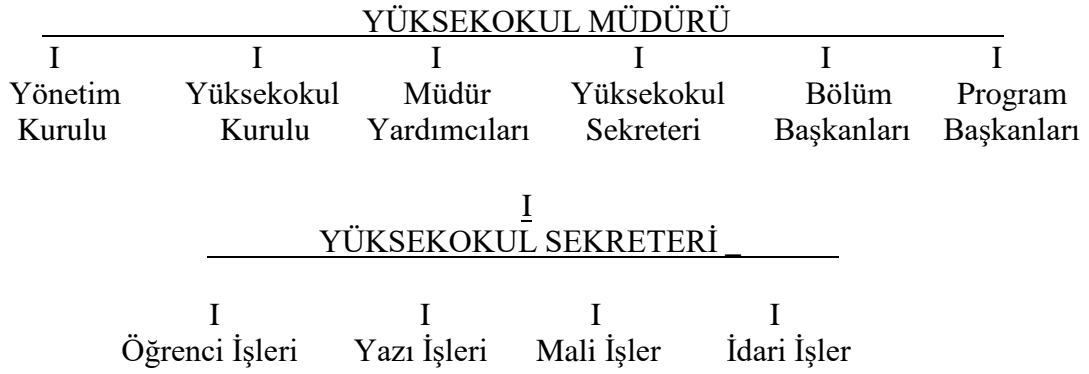 YÜKSEKOKUL MÜDÜRÜ
I I I I I I
Yönetim Yüksekokul Müdür Yüksekokul Bölüm Program
Kurulu Kurulu Yardımcıları Sekreteri Başkanları Başkanları
I
YÜKSEKOKUL SEKRETERİ _
I I I I
Öğrenci İşleri Yazı İşleri Mali İşler İdari İşler